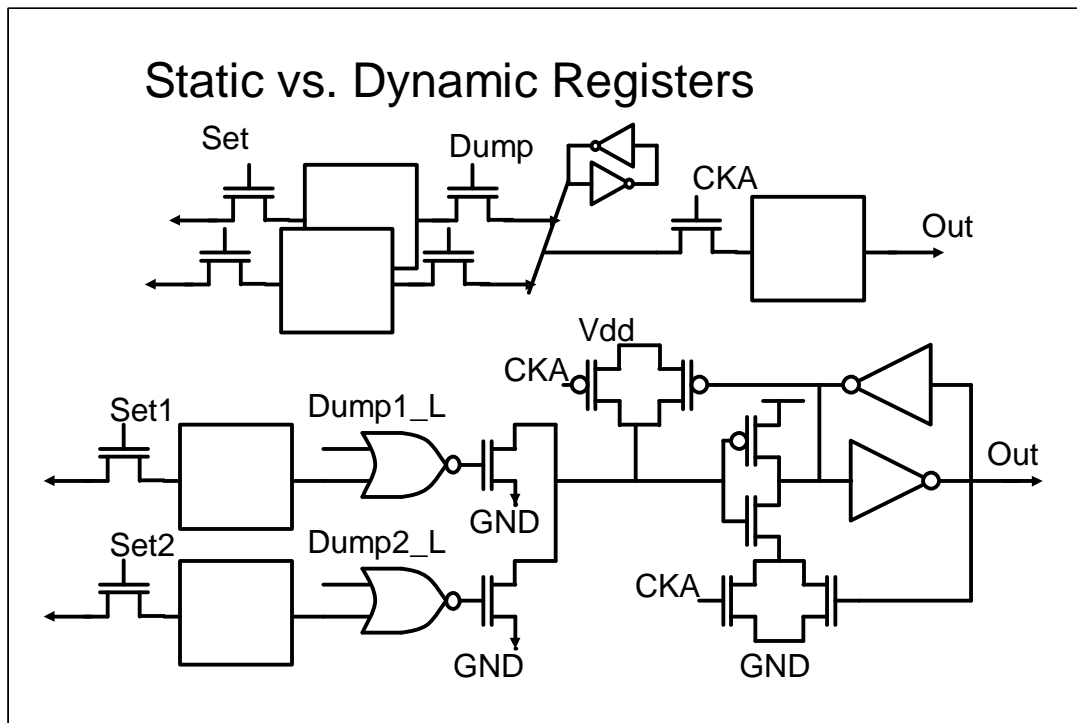 Static vs. Dynamic Registers
Set
Dump
CKA
Out
Vdd
CKA
Set1
Dump1_L
Out
GND
Set2
Dump2_L
CKA
GND
GND